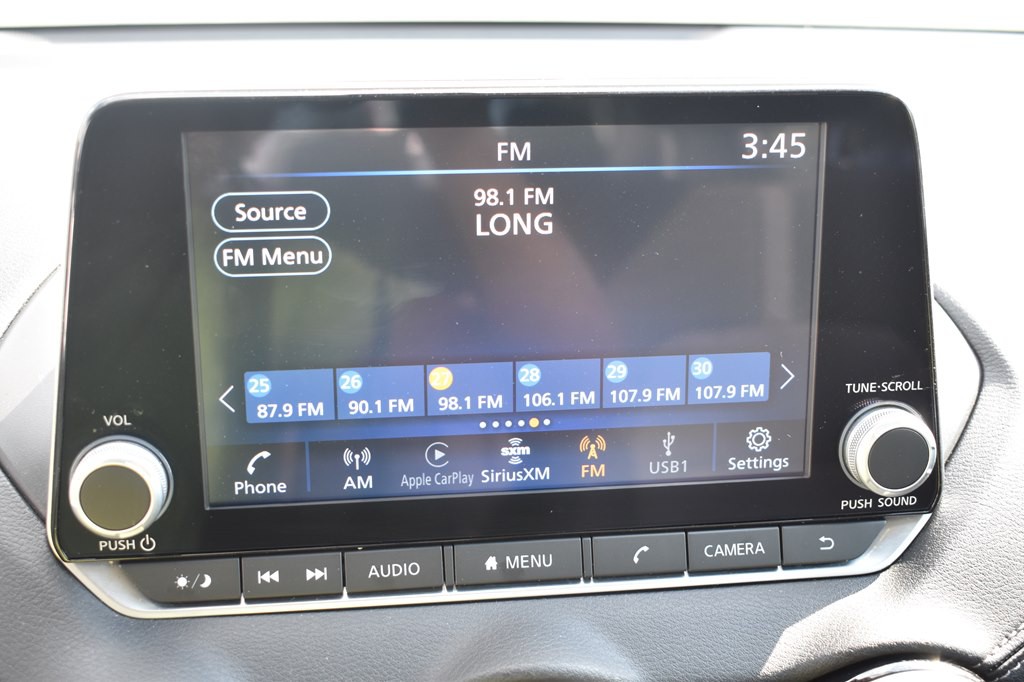 FM
3:45
98.1 FM
LONG
Source
FM Menu
25 26 27 28 29 30
87.9 FM 90.1 FM 98.1 FM 106.1 FM 107.9 FM 107.9 FM
Phone AM Apple CarPlay SiriusXM FM USB1 Settings
sxm
VOL
PUSH
TUNE·SCROLL
PUSH SOUND
AUDIO MENU CAMERA